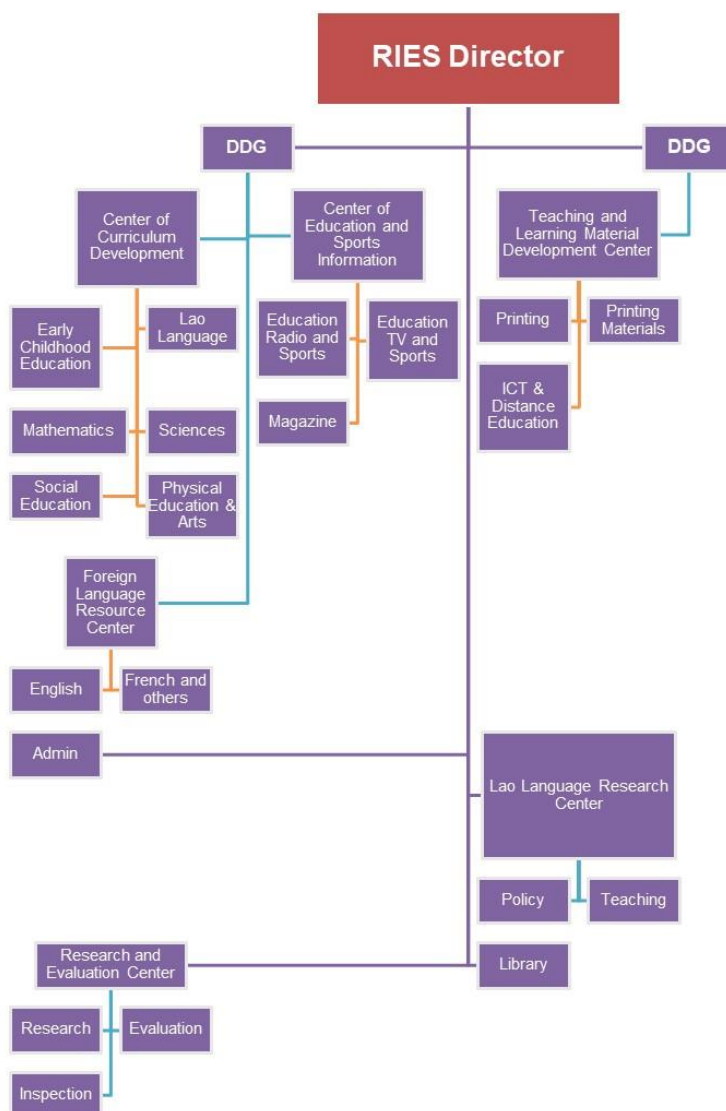 RIES Director
DDG
DDG
Center of
Curriculum
Development
Center of
Education and
Sports
Information
Teaching and
Learning Material
Development Center
Early
Childhood
Education
Lao
Language
Education
Radio and
Sports
Education
TV and
Sports
Printing
Printing
Materials
Mathematics
Sciences
Magazine
ICT &
Distance
Education
Social
Education
Physical
Education &
Arts
Foreign
Language
Resource
Center
English
French and
others
Admin
Lao Language Research
Center
Policy
Teaching
Research and
Evaluation Center
Library
Research
Evaluation
Inspection